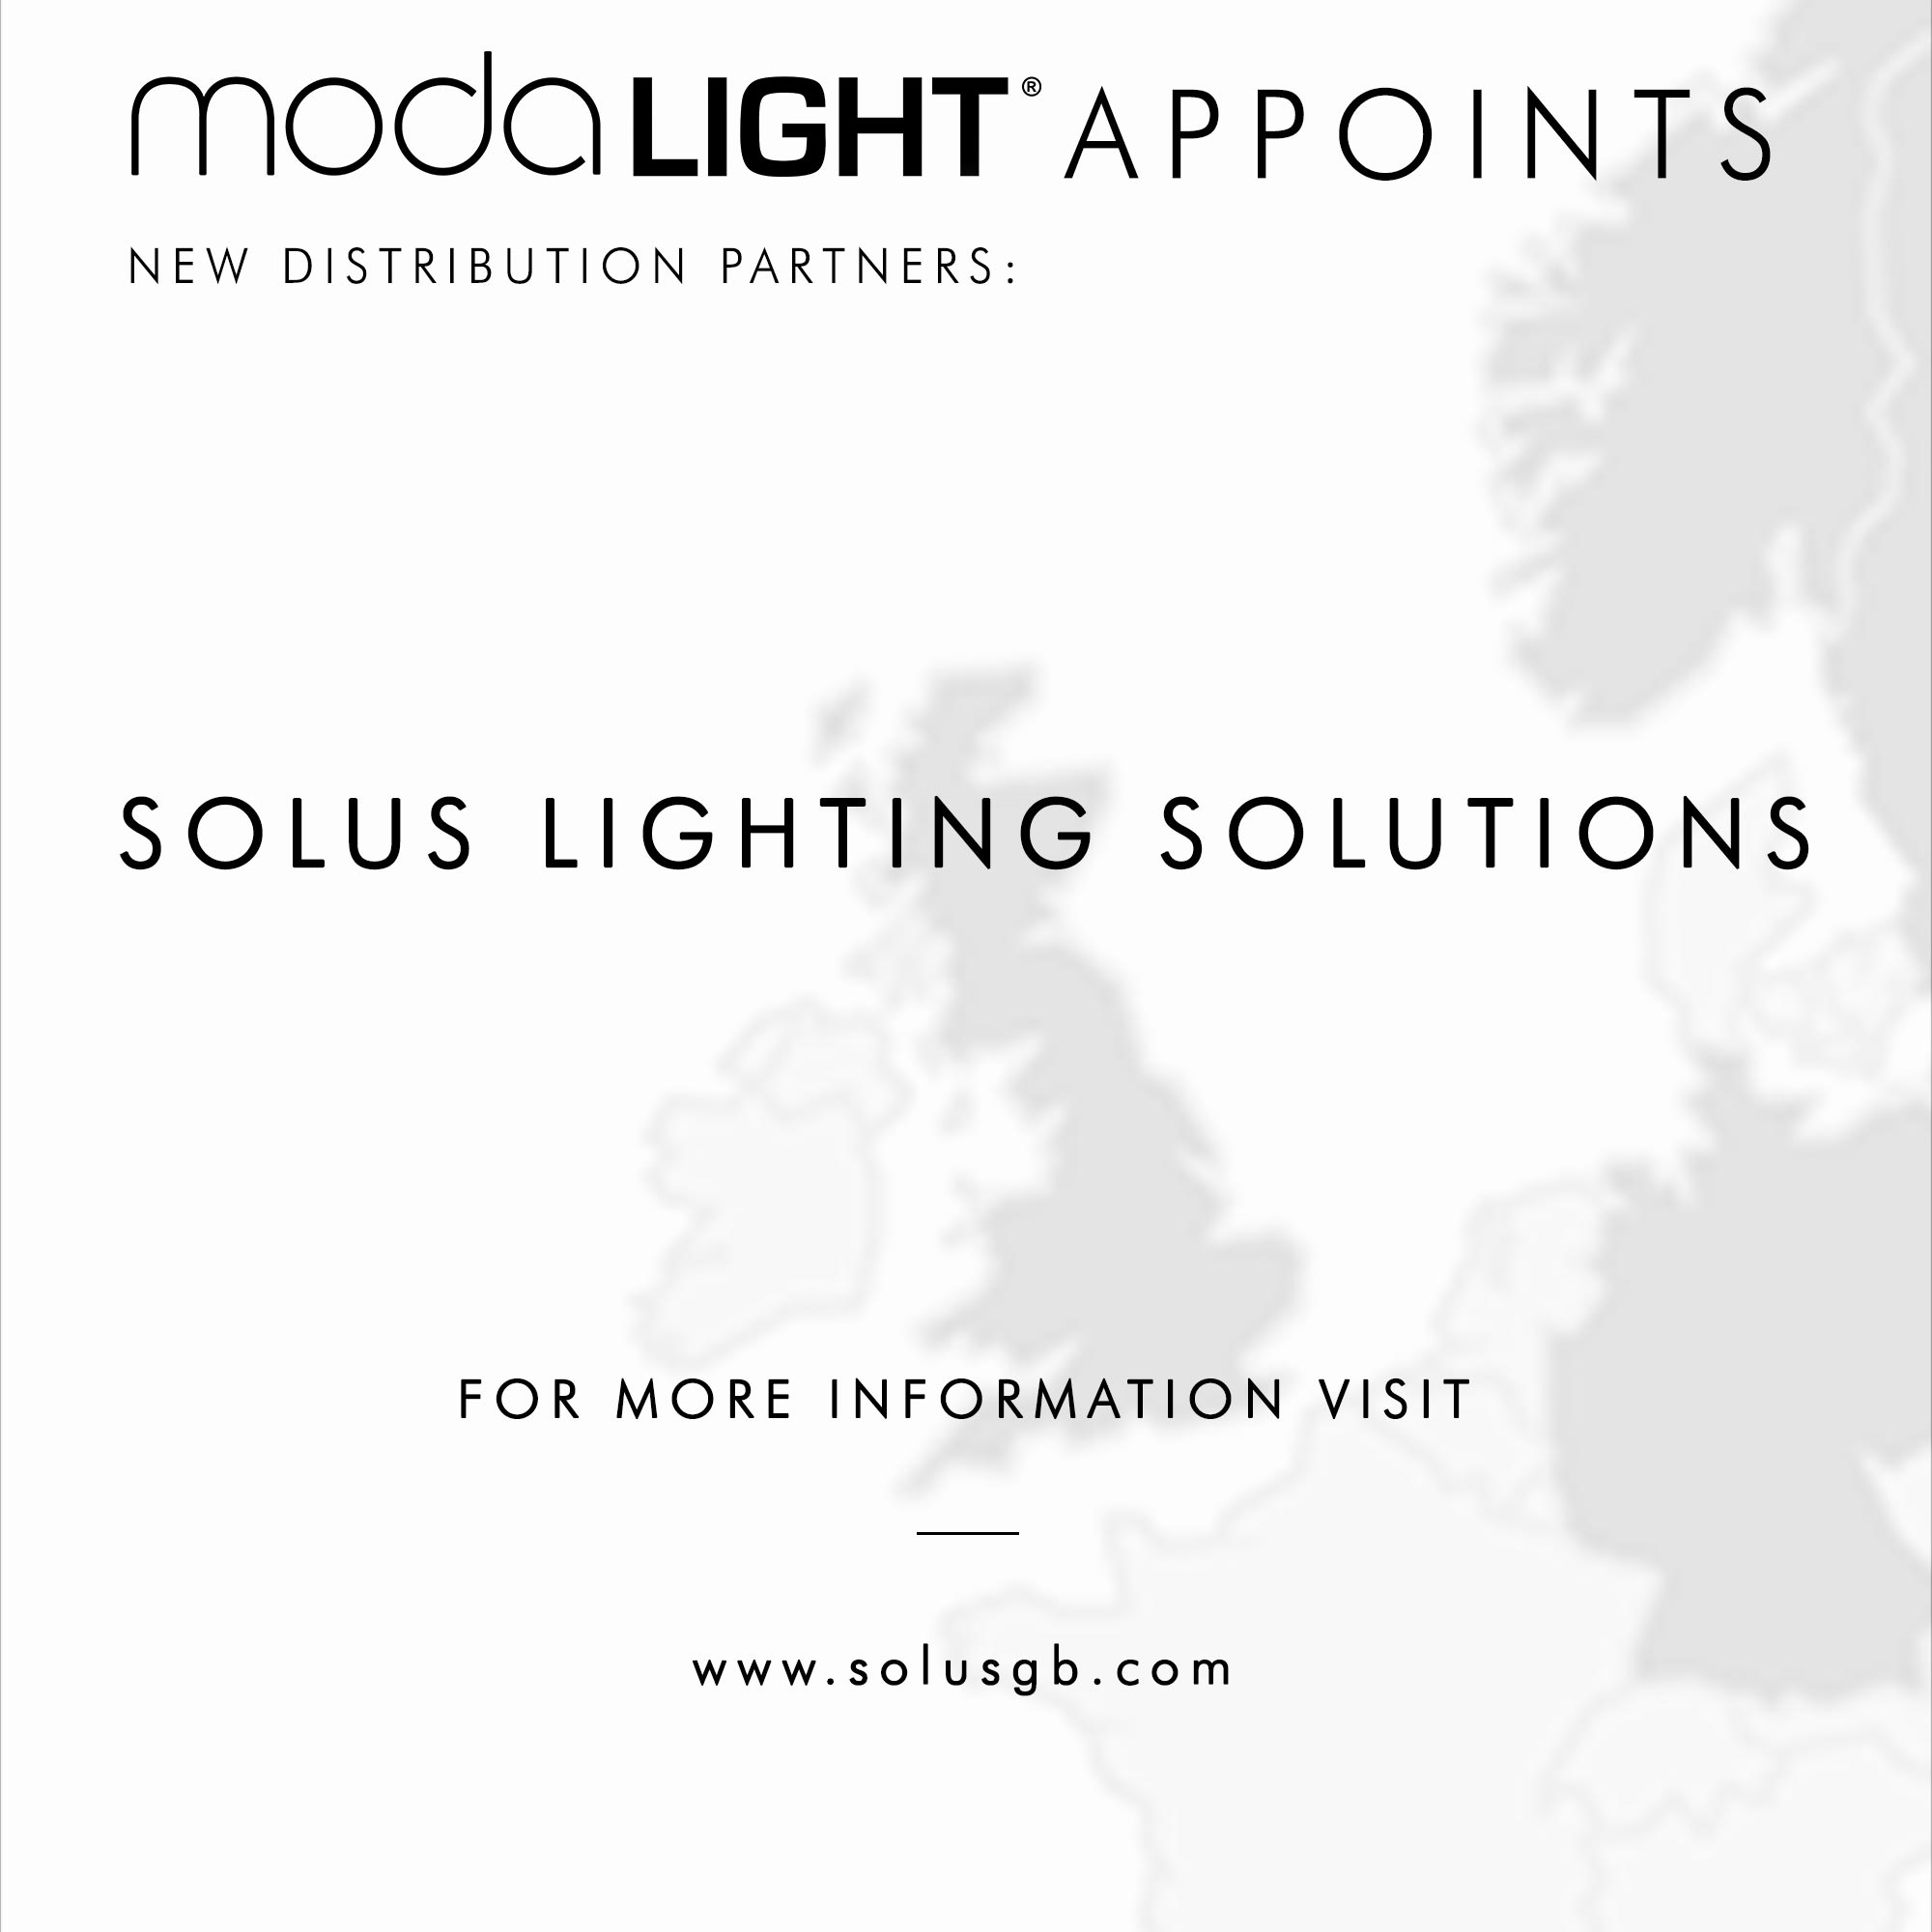 modaLIGHT® APPOINTS
NEW DISTRIBUTION PARTNERS:
SOLUS LIGHTING SOLUTIONS
FOR MORE INFORMATION VISIT
www.solusgb.com